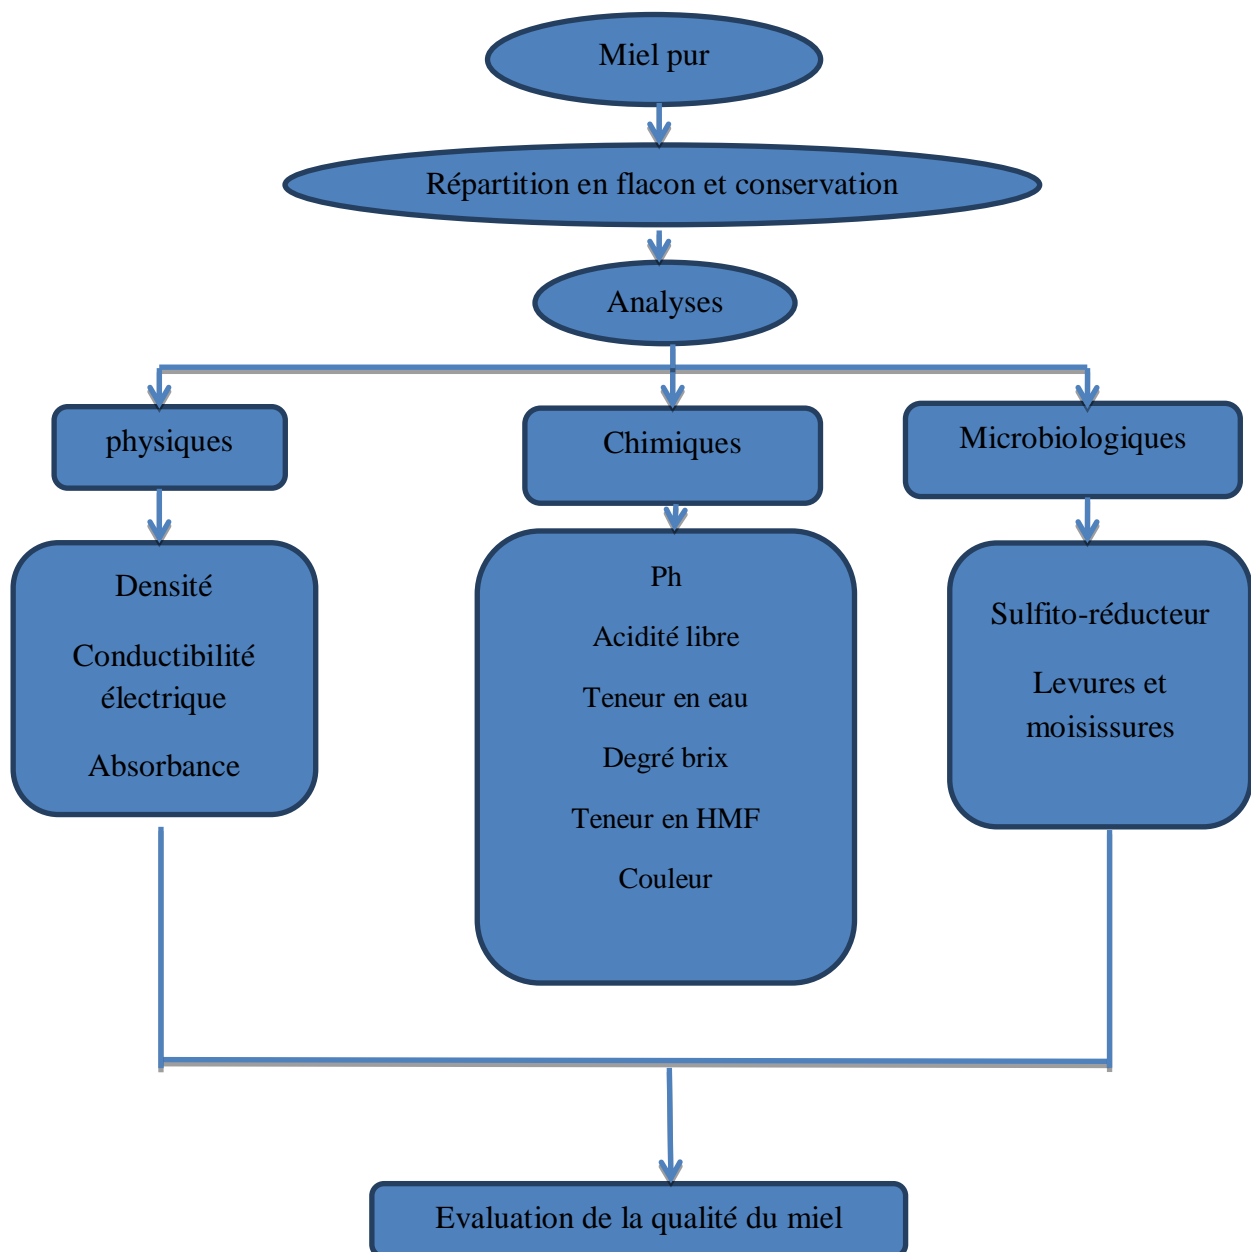 Miel pur
Répartition en flacon et conservation
Analyses
physiques
Chimiques
Microbiologiques
Densité
Conductibilité
électrique
Absorbance
Ph
Acidité libre
Teneur en eau
Degré brix
Teneur en HMF
Couleur
Sulfito-réducteur
Levures et
moisissures
Evaluation de la qualité du miel